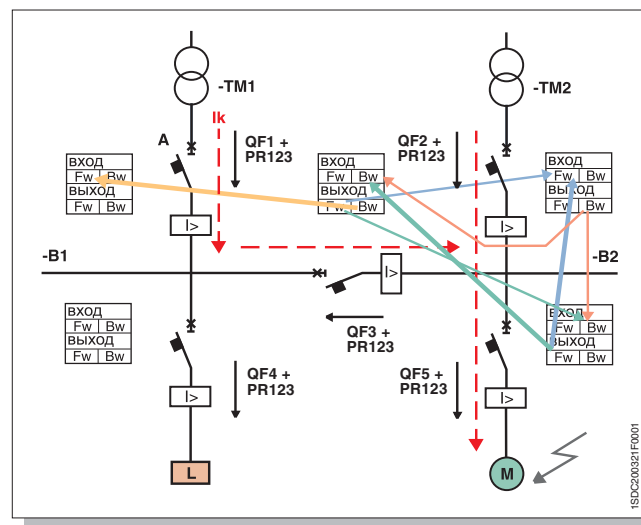 -TM1
-TM2
Ik
A
QF1 +
PR123
QF2 +
PR123
ВХОД
Fw Bw
ВЫХОД
Fw Bw
ВХОД
Fw Bw
ВЫХОД
Fw Bw
ВХОД
Fw Bw
ВЫХОД
Fw Bw
I>
I>
-B1
-B2
I>
QF3 +
PR123
ВХОД
Fw Bw
ВЫХОД
Fw Bw
ВХОД
Fw Bw
ВЫХОД
Fw Bw
QF4 +
PR123
QF5 +
PR123
I>
I>
L
M
1SDC200321F0001